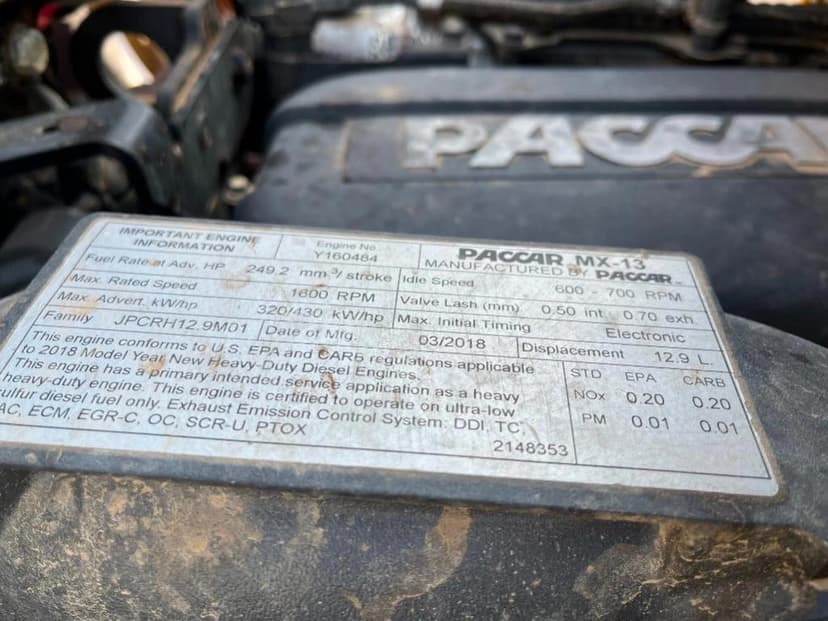 PACCA
IMPORTANT ENGINE INFORMATION
Engine No.
Y160484
PACCAR MX-13
MANUFACTURED BY PACCAR
Fuel Rate at Adv. HP 249.2 mm³/stroke
Idle Speed 600 - 700 RPM
Max. Rated Speed 1600 RPM
Valve Lash (mm) 0.50 int. 0.70 exh.
Max. Advert. kW/hp 320/430 kW/hp
Max. Initial Timing Electronic
Family JPCRH12.9M01
Date of Mfg. 03/2018
Displacement 12.9 L
This engine conforms to U.S. EPA and CARB regulations applicable
to 2018 Model Year New Heavy-Duty Diesel Engines.
This engine has a primary intended service application as a heavy
heavy-duty engine. This engine is certified to operate on ultra-low
sulfur diesel fuel only. Exhaust Emission Control System: DDI, TC,
AC, ECM, EGR-C, OC, SCR-U, PTOX
2148353
STD EPA CARB
NOx 0.20 0.20
PM 0.01 0.01